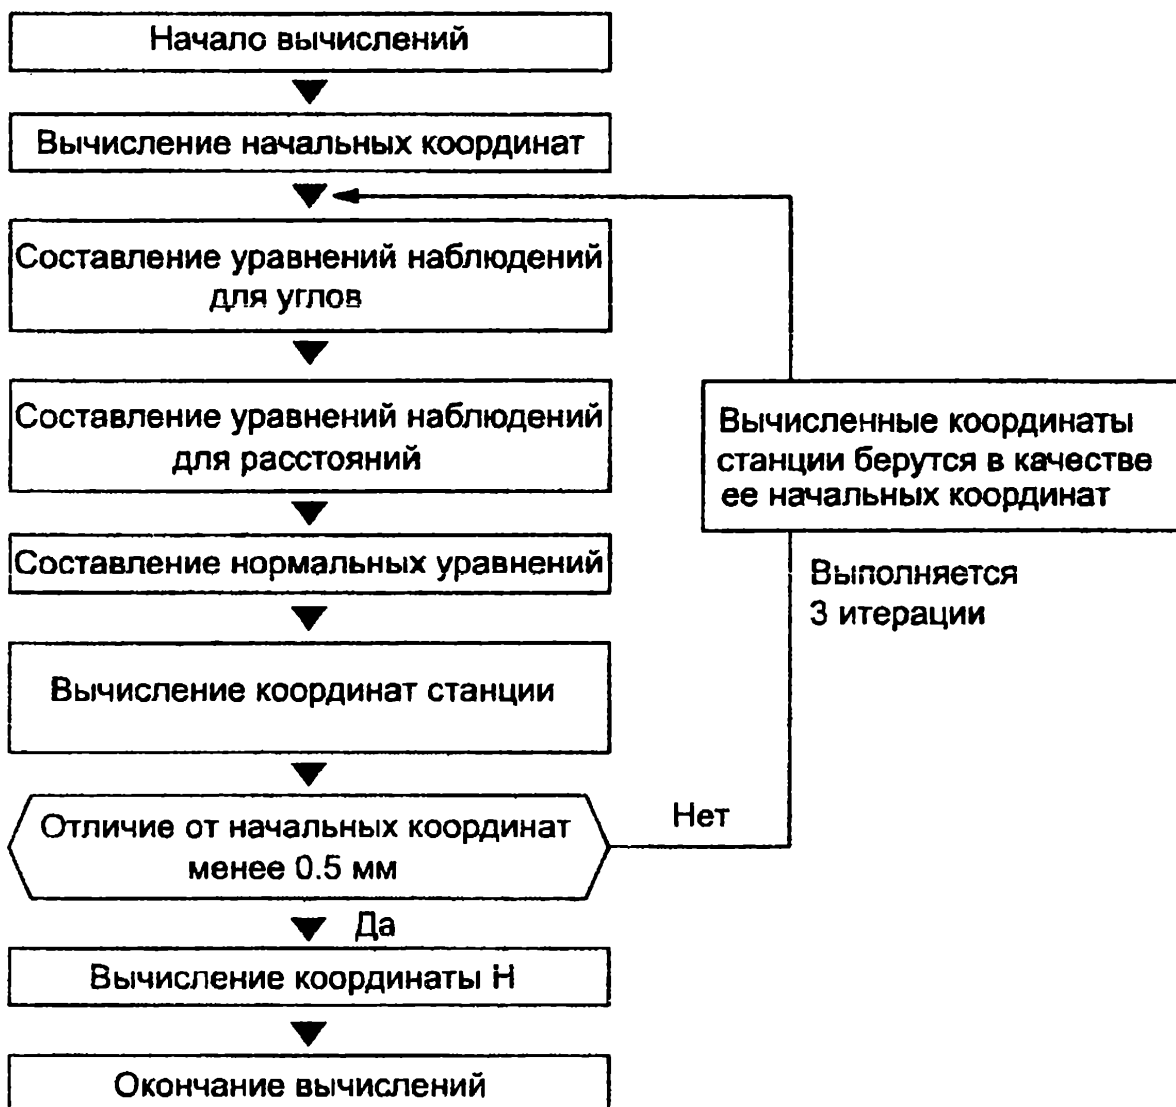 Начало вычислений
Вычисление начальных координат
Составление уравнений наблюдений
для углов
Составление уравнений наблюдений
для расстояний
Составление нормальных уравнений
Вычисление координат станции
Отличие от начальных координат
менее 0.5 мм
Нет
Вычисленные координаты
станции берутся в качестве
ее начальных координат
Выполняется
3 итерации
Да
Вычисление координаты Н
Окончание вычислений